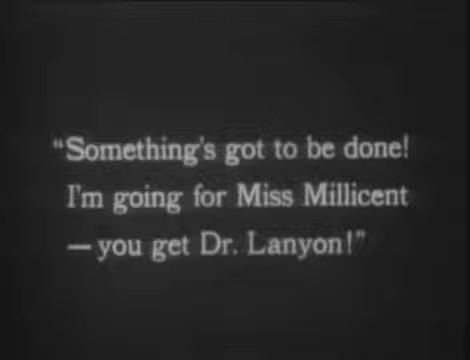 “Something's got to be done!
I'm going for Miss Millicent
—you get Dr. Lanyon!”